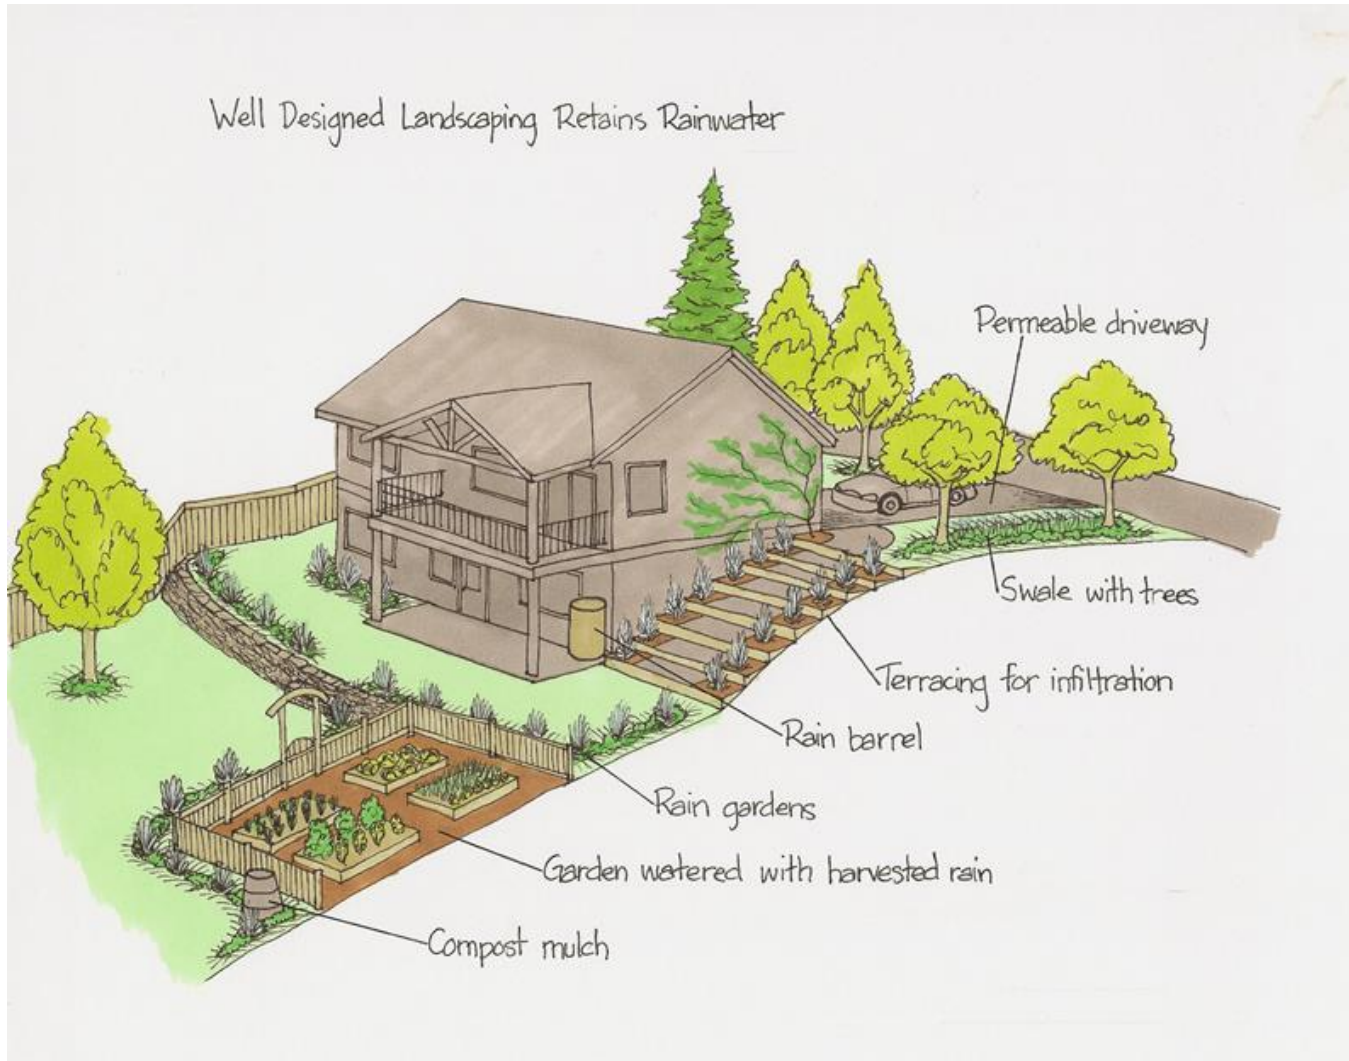 Well Designed Landscaping Retains Rainwater
Permeable driveway
Swale with trees
Terracing for infiltration
Rain barrel
Rain gardens
Garden watered with harvested rain
Compost mulch